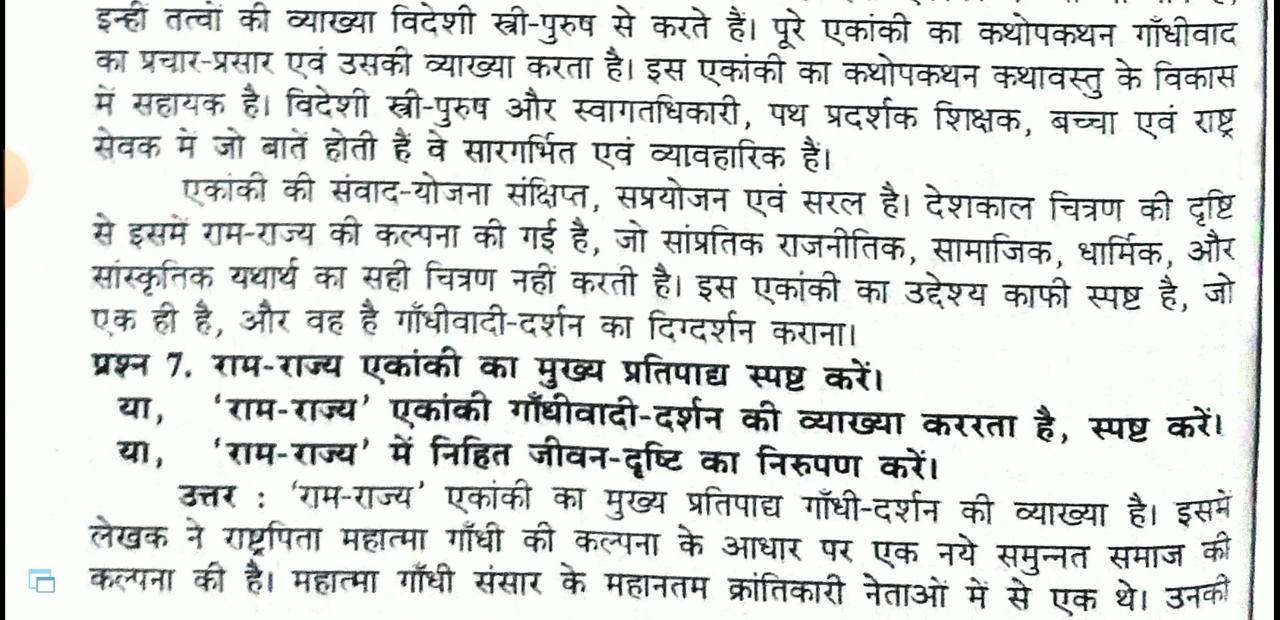 इन्हीं तत्वों की व्याख्या विदेशी स्त्री-पुरुष से करते हैं। पूरे एकांकी का कथोपकथन गाँधीवाद
का प्रचार-प्रसार एवं उसकी व्याख्या करता है। इस एकांकी का कथोपकथन कथावस्तु के विकास
में सहायक है। विदेशी स्त्री-पुरुष और स्वागतधिकारी, पथ प्रदर्शक शिक्षक, बच्चा एवं राष्ट्र
सेवक में जो बातें होती हैं वे सारगर्भित एवं व्यावहारिक हैं।
एकांकी की संवाद-योजना संक्षिप्त, सप्रयोजन एवं सरल है। देशकाल चित्रण की दृष्टि
से इसमें राम-राज्य की कल्पना की गई है, जो सांप्रतिक राजनीतिक, सामाजिक, धार्मिक, और
सांस्कृतिक यथार्थ का सही चित्रण नहीं करती है। इस एकांकी का उद्देश्य काफी स्पष्ट है, जो
एक ही है, और वह है गाँधीवादी-दर्शन का दिग्दर्शन कराना।
प्रश्न 7. राम-राज्य एकांकी का मुख्य प्रतिपाद्य स्पष्ट करें।
या, 'राम-राज्य' एकांकी गाँधीवादी-दर्शन की व्याख्या कररता है, स्पष्ट करें।
या, 'राम-राज्य' में निहित जीवन-दृष्टि का निरुपण करें।
उत्तर : 'राम-राज्य' एकांकी का मुख्य प्रतिपाद्य गाँधी-दर्शन की व्याख्या है। इसमें
लेखक ने राष्ट्रपिता महात्मा गाँधी की कल्पना के आधार पर एक नये समुन्नत समाज की
कल्पना की है। महात्मा गाँधी संसार के महानतम क्रांतिकारी नेताओं में से एक थे। उनकी